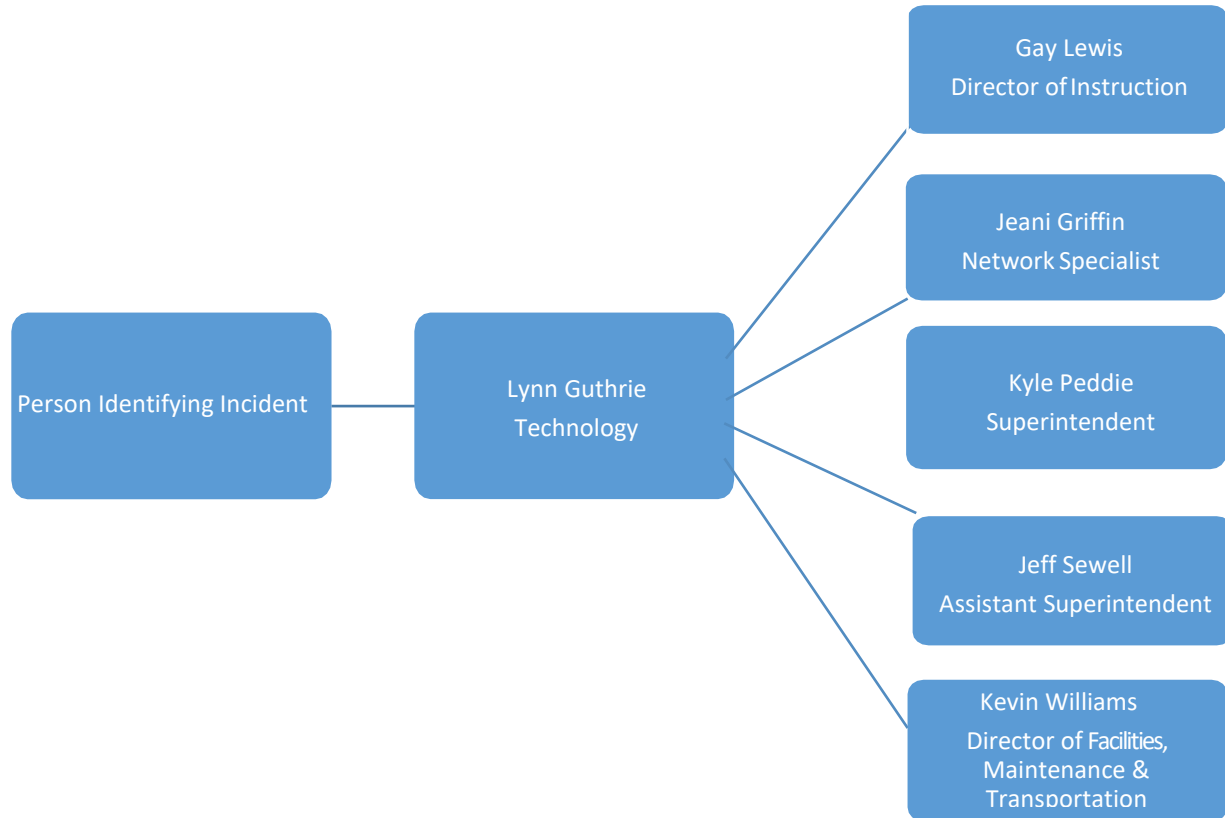 Person Identifying Incident
Lynn Guthrie
Technology
Gay Lewis
Director of Instruction
Jeani Griffin
Network Specialist
Kyle Peddie
Superintendent
Jeff Sewell
Assistant Superintendent
Kevin Williams
Director of Facilities,
Maintenance &
Transportation